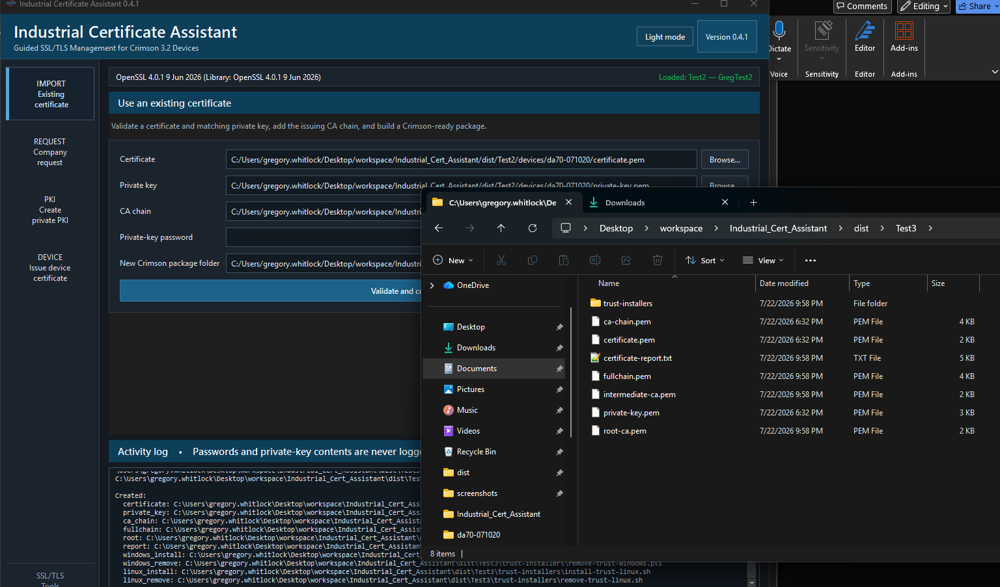 Industrial Certificate Assistant 0.4.1
Industrial Certificate Assistant
Guided SSL/TLS Management for Crimson 3.2 Devices
Light mode
Version 0.4.1
Comments
Editing
Share
Dictate
Sensitivity
Editor
Add-ins
Voice
Sensitivity
Editor
Add-ins
IMPORT
Existing
certificate
REQUEST
Company
request
PKI
Create
private PKI
DEVICE
Issue device
certificate
SSL/TLS
Tools
OpenSSL 4.0.1 9 Jun 2026 (Library: OpenSSL 4.0.1 9 Jun 2026)
Loaded: Test2 — GregTest2
Use an existing certificate
Validate a certificate and matching private key, add the issuing CA chain, and build a Crimson-ready package.
Certificate
C:/Users/gregory.whitlock/Desktop/workspace/Industrial_Cert_Assistant/dist/Test2/devices/da70-071020/certificate.pem
Browse...
Private key
C:/Users/gregory.whitlock/Desktop/workspace/Industrial_Cert_Assistant/dist/Test2/devices/da70-071020/private-key.pem
Browse...
CA chain
C:/Users/gregory.whitlock/Desktop/workspace/Industri
Private-key password
New Crimson package folder
C:/Users/gregory.whitlock/Desktop/workspace/Industri
Validate and cr
Activity log • Passwords and private-key contents are never logge
\Users\gregory.whitlock\Desktop\workspace\Industrial_Cert_Assistant\dist\Test3
C:\Users\gregory.whitlock\Desktop\workspace\Industrial_Cert_Assistant\dist\Tes
Created:
certificate: C:\Users\gregory.whitlock\Desktop\workspace\Industrial_Cert_Assi
private_key: C:\Users\gregory.whitlock\Desktop\workspace\Industrial_Cert_Assi
ca_chain: C:\Users\gregory.whitlock\Desktop\workspace\Industrial_Cert_Assista
fullchain: C:\Users\gregory.whitlock\Desktop\workspace\Industrial_Cert_Assist
root: C:\Users\gregory.whitlock\Desktop\workspace\Industrial_Cert_Assistant\d
report: C:\Users\gregory.whitlock\Desktop\workspace\Industrial_Cert_Assistant
windows_install: C:\Users\gregory.whitlock\Desktop\workspace\Industrial_Cert_
windows_remove: C:\Users\gregory.whitlock\Desktop\workspace\Industrial_Cert_Assistant\dist\Test3\trust-installers\remove-trust-windows.ps1
linux_install: C:\Users\gregory.whitlock\Desktop\workspace\Industrial_Cert_Assistant\dist\Test3\trust-installers\install-trust-linux.sh
linux_remove: C:\Users\gregory.whitlock\Desktop\workspace\Industrial_Cert_Assistant\dist\Test3\trust-installers\remove-trust-linux.sh
C:\Users\gregory.whitlock\De
Downloads
Desktop > workspace > Industrial_Cert_Assistant > dist > Test3 >
New
Sort
View
OneDrive
Desktop
Downloads
Documents
Pictures
Music
Videos
Recycle Bin
dist
screenshots
Industrial_Cert_Assistant
da70-071020
Name Date modified Type Size
trust-installers 7/22/2026 9:58 PM File folder
ca-chain.pem 7/22/2026 6:32 PM PEM File 4 KB
certificate.pem 7/22/2026 6:32 PM PEM File 2 KB
certificate-report.txt 7/22/2026 9:58 PM TXT File 5 KB
fullchain.pem 7/22/2026 9:58 PM PEM File 4 KB
intermediate-ca.pem 7/22/2026 9:58 PM PEM File 2 KB
private-key.pem 7/22/2026 6:32 PM PEM File 3 KB
root-ca.pem 7/22/2026 9:58 PM PEM File 2 KB
8 items